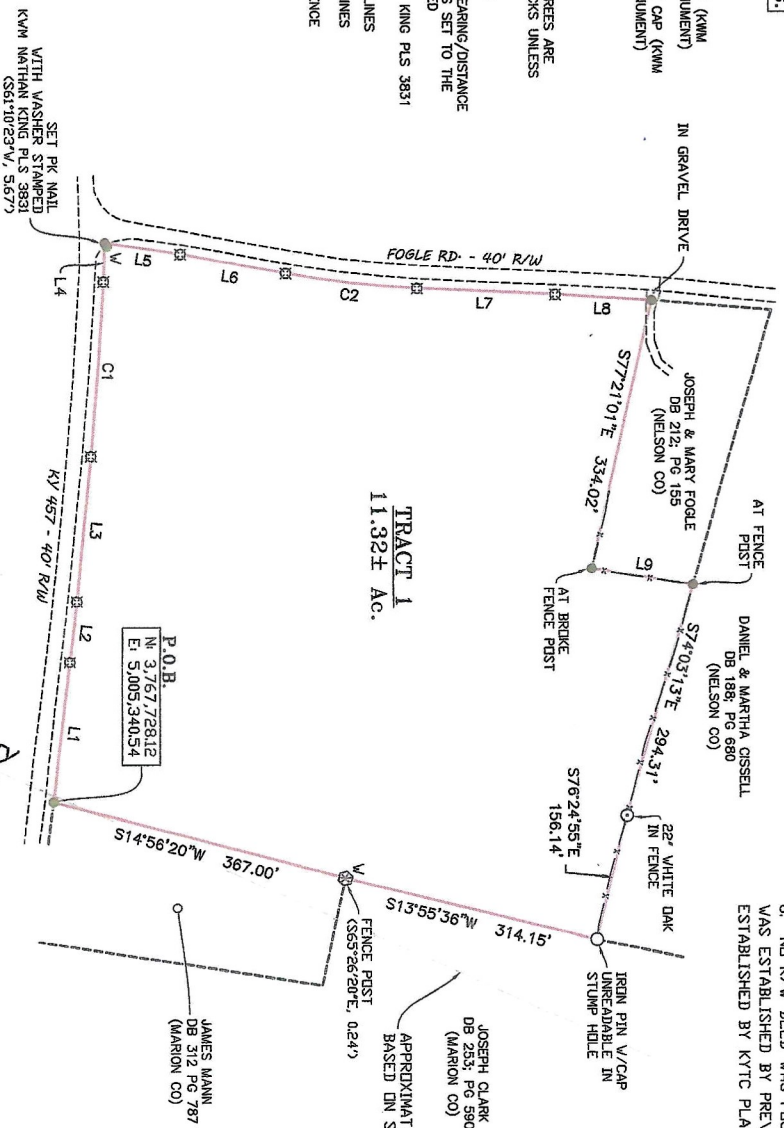 (KWM
UMENT)
CAP (KWM
UMENT)
REES ARE
CKS UNLESS
EARING/DISTANCE
S SET TO THE
ED
KING PLS 3831
LINES
INES
ENCE
SET PK NAIL
WITH WASHER STAMPED
KWM NATHAN KING PLS 3831
(S61°10'23"W, 5.67')
IN GRAVEL DRIVE
FOGLE RD. - 40' R/W
W
L5
L6
C2
L7
L8
L4
C1
L3
L2
L1
KY 457 - 40' R/W
JOSEPH & MARY FOGLE
DB 212; PG 155
(NELSON CO)
S77°21'01"E 334.02'
L9
AT FENCE
POST
AT BROKE
FENCE POST
TRACT 1
11.32± Ac.
DANIEL & MARTHA CISSELL
DB 188; PG 680
(NELSON CO)
S74°03'13"E 294.31'
22" WHITE OAK
IN FENCE
S76°24'55"E
156.14'
IRON PIN W/CAP
UNREADABLE IN
STUMP HOLE
P.O.B.
N: 3,767,728.12
E: 5,005,340.54
S14°56'20"W 367.00'
W
FENCE POST
(S65°26'20"E, 0.24')
S13°55'36"W 314.15'
JOSEPH CLARK
DB 253; PG 590
(MARION CO)
APPROXIMAT
BASED ON S
JAMES MANN
DB 312 PG 787
(MARION CO)
WAS ESTABLISHED BY PREV
ESTABLISHED BY KYTC PLA